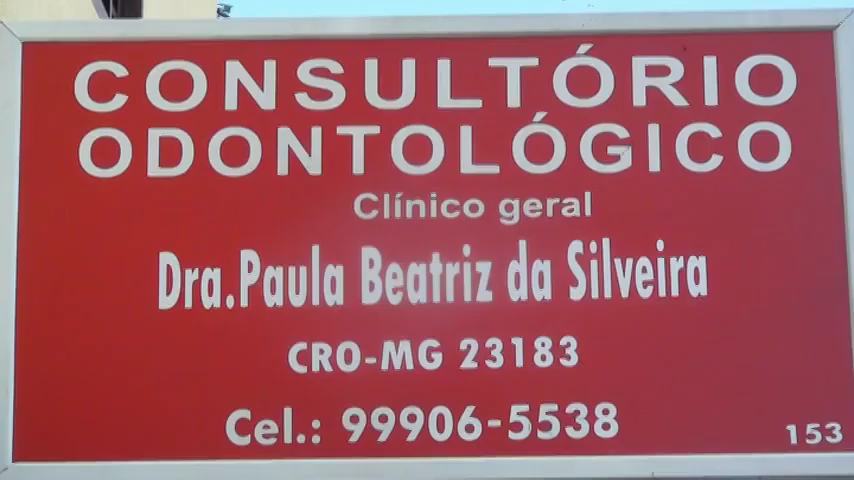 CONSULTÓRIO
ODONTOLÓGICO
Clínico geral
Dra.Paula Beatriz da Silveira
CRO-MG 23183
Cel.: 99906-5538
153